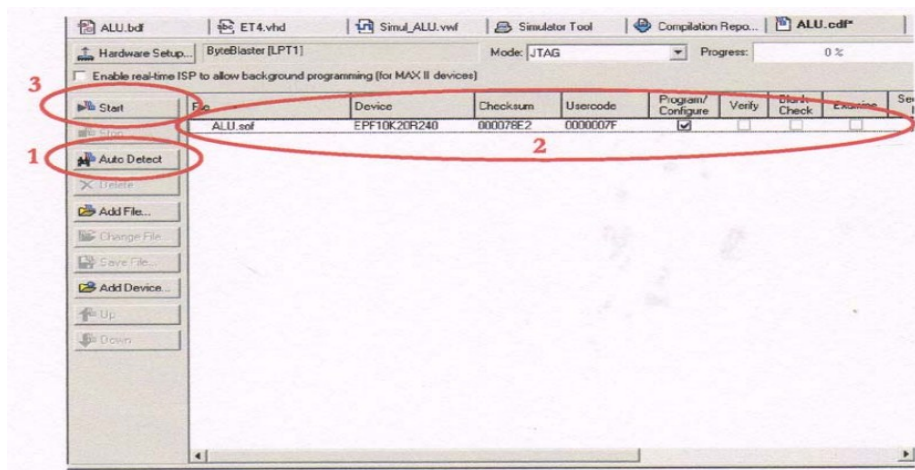 ALU.bdf ET4.vhd Simul_ALU.vwf Simulator Tool Compilation Repo... ALU.cdf*
Hardware Setup... ByteBlaster [LPT1] Mode: JTAG Progress: 0 %
Enable real-time ISP to allow background programming (for MAX II devices)
3
Start
File Device Checksum Usercode Program/ Configure Verify Blank- Check Examine
ALU.sof EPF10K20R240 000078E2 0000007F
Stop
2
1
Auto Detect
Delete
Add File...
Change File...
Save File...
Add Device...
Up
Down